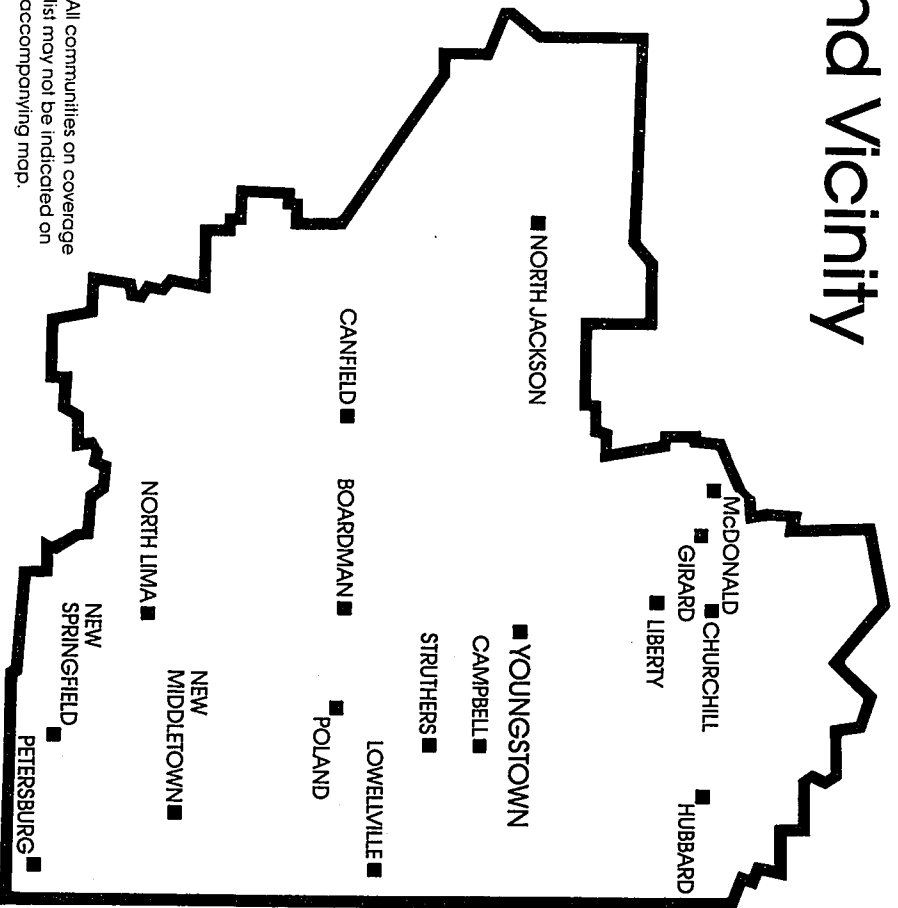 nd Vicinity
McDONALD
CHURCHILL
GIRARD
HUBBARD
LIBERTY
NORTH JACKSON
YOUNGSTOWN
CAMPBELL
STRUTHERS
LOWELLVILLE
CANFIELD
BOARDMAN
POLAND
NEW
MIDDLETOWN
NORTH LIMA
NEW
SPRINGFIELD
PETERSBURG
All communities on coverage
list may not be indicated on
accompanying map.